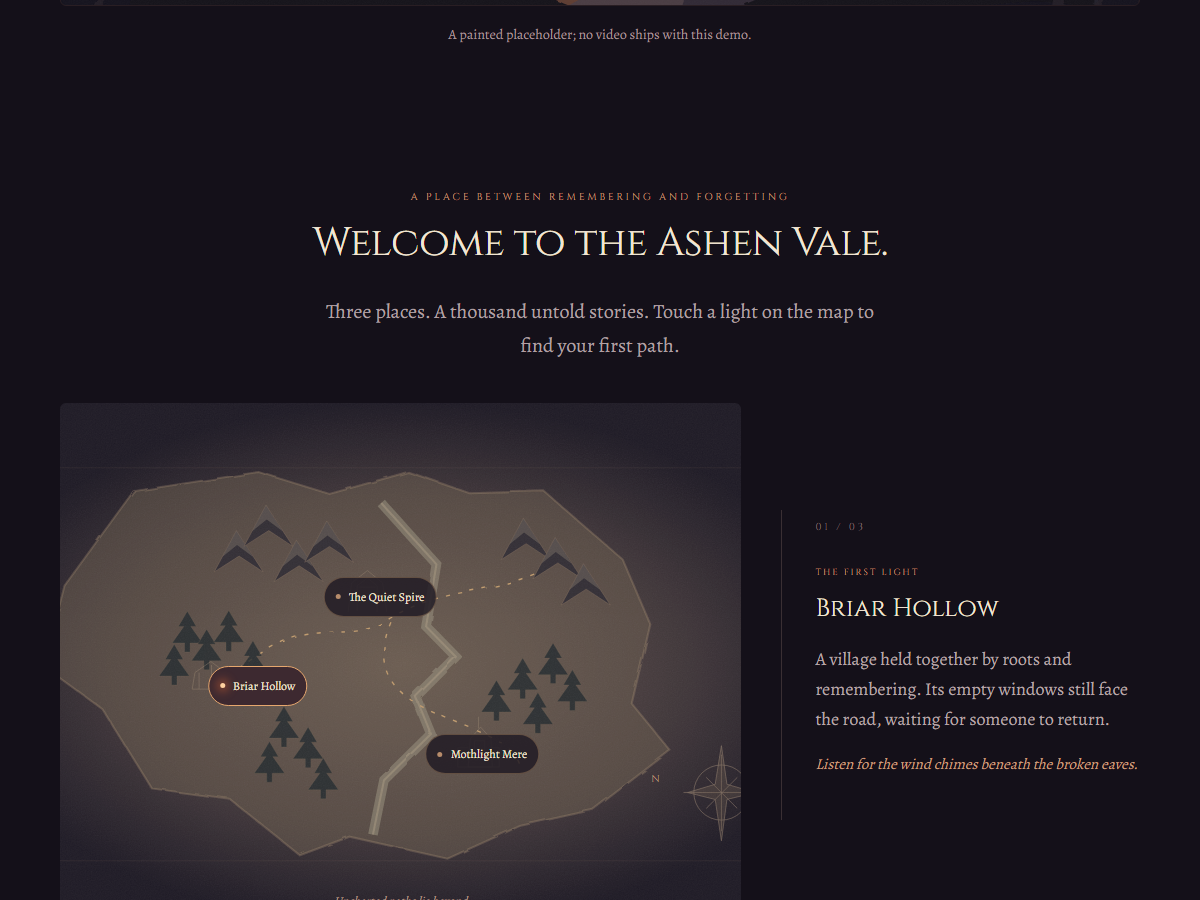 A painted placeholder; no video ships with this demo.
A PLACE BETWEEN REMEMBERING AND FORGETTING
Welcome to the Ashen Vale.
Three places. A thousand untold stories. Touch a light on the map to
find your first path.
The Quiet Spire
Briar Hollow
Mothlight Mere
N
01 / 03
THE FIRST LIGHT
Briar Hollow
A village held together by roots and
remembering. Its empty windows still face
the road, waiting for someone to return.
Listen for the wind chimes beneath the broken eaves.